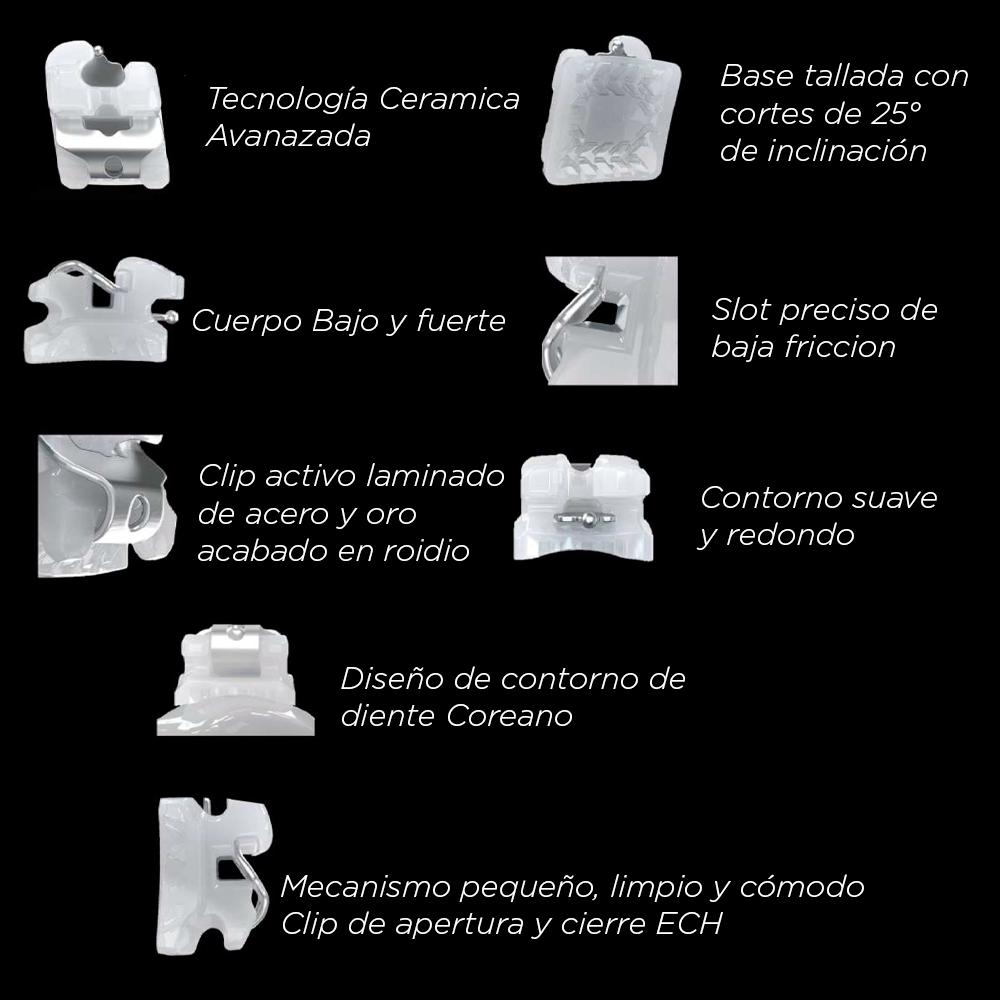 Tecnología Ceramica
Avanazada
Base tallada con
cortes de 25°
de inclinación
Cuerpo Bajo y fuerte
Slot preciso de
baja friccion
Clip activo laminado
de acero y oro
acabado en roidio
Contorno suave
y redondo
Diseño de contorno de
diente Coreano
Mecanismo pequeño, limpio y cómodo
Clip de apertura y cierre ECH